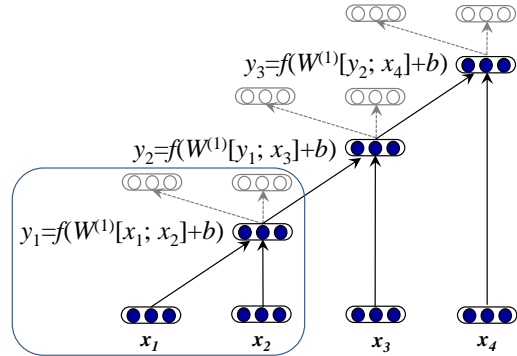 y₃=f(W⁽¹⁾[y₂; x₄]+b)
y₂=f(W⁽¹⁾[y₁; x₃]+b)
y₁=f(W⁽¹⁾[x₁; x₂]+b)
x₁ x₂ x₃ x₄